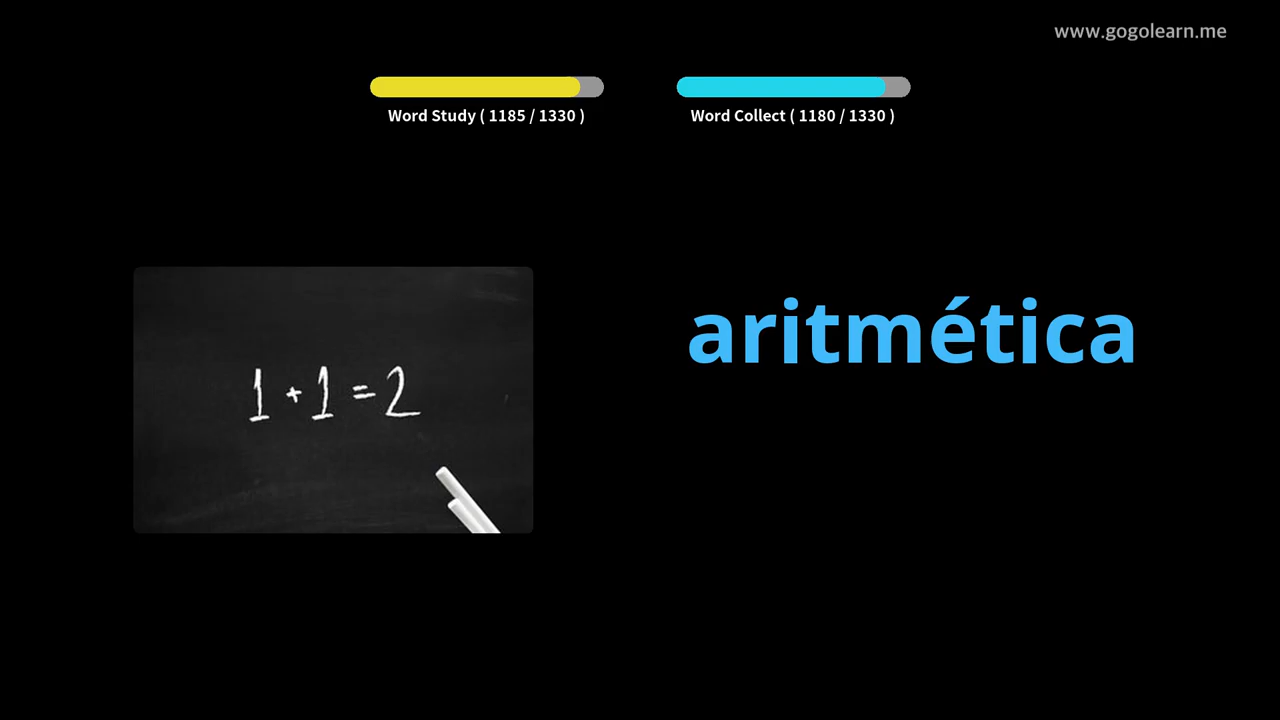 www.gogolearn.me
Word Study ( 1185 / 1330 )
Word Collect ( 1180 / 1330 )
aritmética
1 + 1 = 2